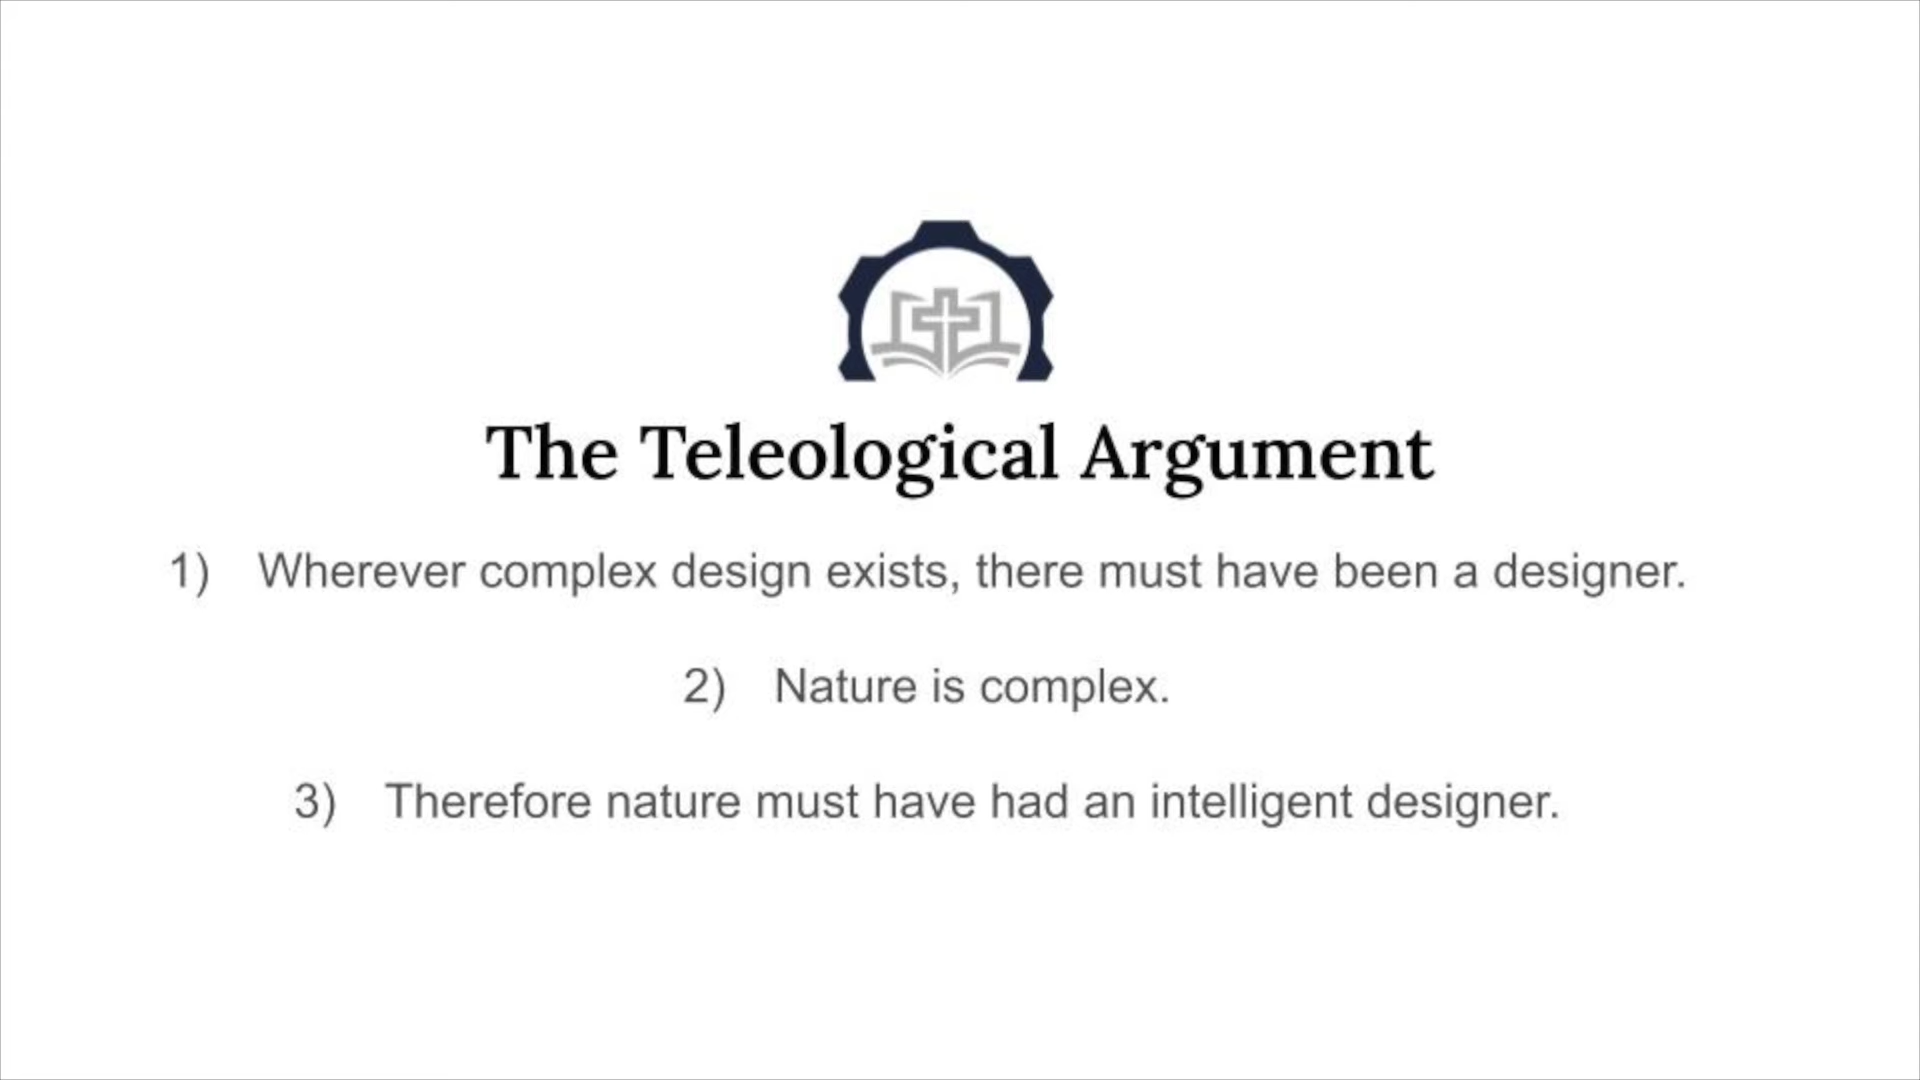 The Teleological Argument
1) Wherever complex design exists, there must have been a designer.
2) Nature is complex.
3) Therefore nature must have had an intelligent designer.